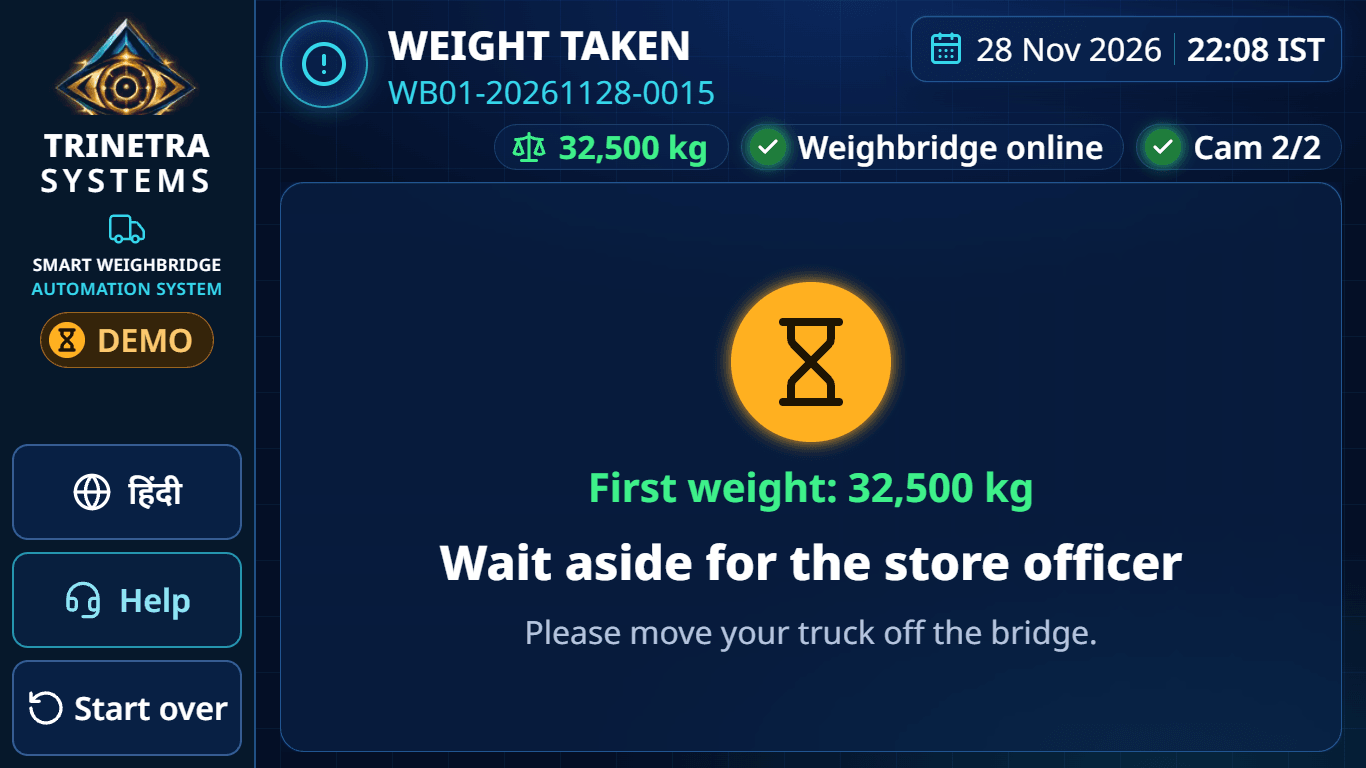 TRINETRA
SYSTEMS
SMART WEIGHBRIDGE
AUTOMATION SYSTEM
DEMO
हिंदी
Help
Start over
WEIGHT TAKEN
WB01-20261128-0015
28 Nov 2026 22:08 IST
32,500 kg
Weighbridge online
Cam 2/2
First weight: 32,500 kg
Wait aside for the store officer
Please move your truck off the bridge.